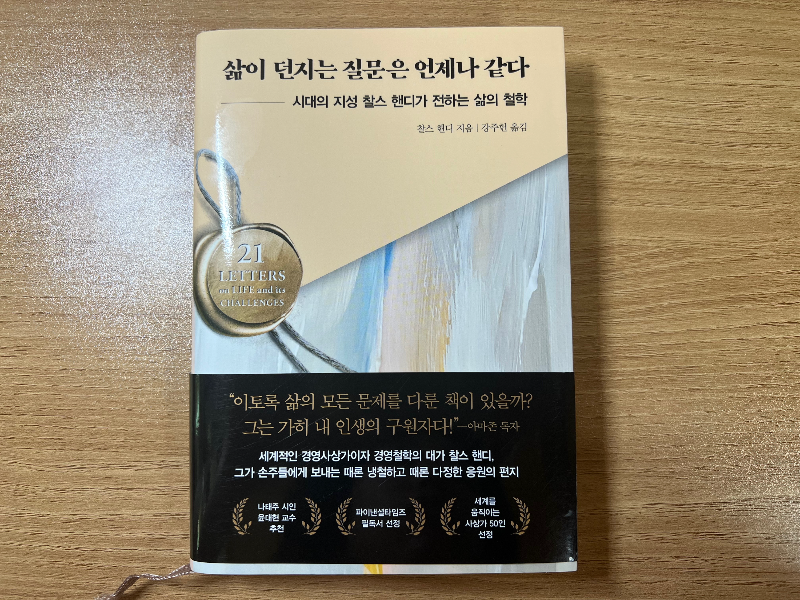 삶이 던지는 질문은 언제나 같다
시대의 지성 찰스 핸디가 전하는 삶의 철학
찰스 핸디 지음 | 강주헌 옮김
21
LETTERS
on LIFE and its
CHALLENGES
“이토록 삶의 모든 문제를 다룬 책이 있을까?
그는 가히 내 인생의 구원자다!”—아마존 독자
세계적인 경영사상가이자 경영철학의 대가 찰스 핸디,
그가 손주들에게 보내는 때론 냉철하고 때론 다정한 응원의 편지
나태주 시인
윤대현 교수
추천
파이낸셜타임즈
필독서 선정
세계를
움직이는
사상가 50인
선정